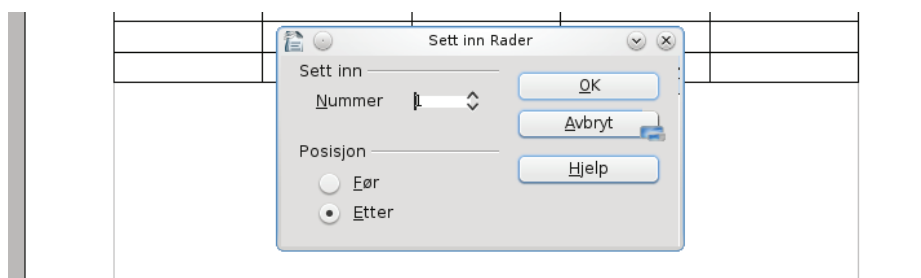 Sett inn Rader
Sett inn
Nummer 1
OK
Avbryt
Posisjon
Hjelp
Før
Etter